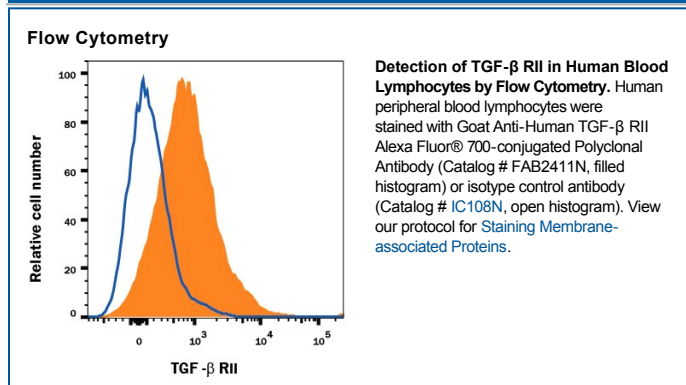 Flow Cytometry
Detection of TGF-β RII in Human Blood
Lymphocytes by Flow Cytometry. Human
peripheral blood lymphocytes were
stained with Goat Anti-Human TGF-β RII
Alexa Fluor® 700-conjugated Polyclonal
Antibody (Catalog # FAB2411N, filled
histogram) or isotype control antibody
(Catalog # IC108N, open histogram). View
our protocol for Staining Membrane-
associated Proteins.
Relative cell number
100
80
60
40
20
0
0 10³ 10⁴ 10⁵
TGF -β RII